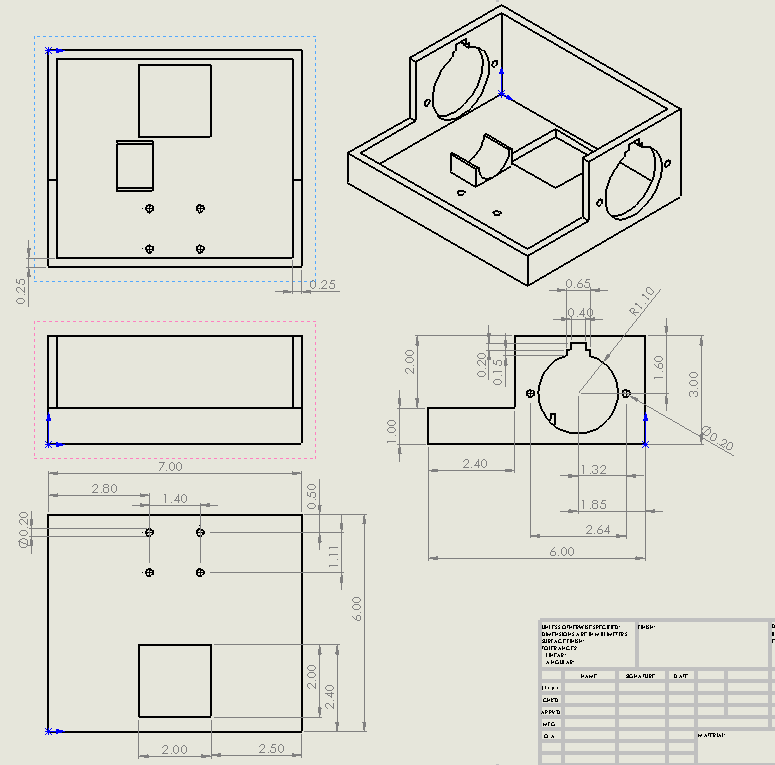 0.25
0.25
0.65
0.40
R1.10
2.00
0.20
0.15
1.60
3.00
1.00
Ø0.20
2.40
1.32
1.85
2.64
6.00
7.00
2.80
1.40
0.50
Ø0.20
1.11
6.00
2.00
2.40
2.00
2.50
UNLESS OTHERWISE SPECIFIED:
FINISH:
DIMENSIONS ARE IN MILLIMETERS
SURFACE FINISH:
TOLERANCES:
LINEAR:
ANGULAR:
NAME
SIGNATURE
DATE
CHK'D
APPV'D
MFG
Q.A
MATERIAL: